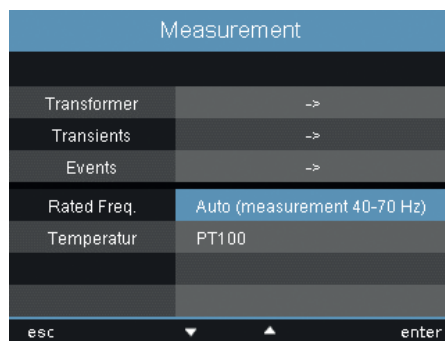 Measurement
Transformer ->
Transients ->
Events ->
Rated Freq. Auto (measurement 40-70 Hz)
Temperatur PT100
esc ▼ ▲ enter